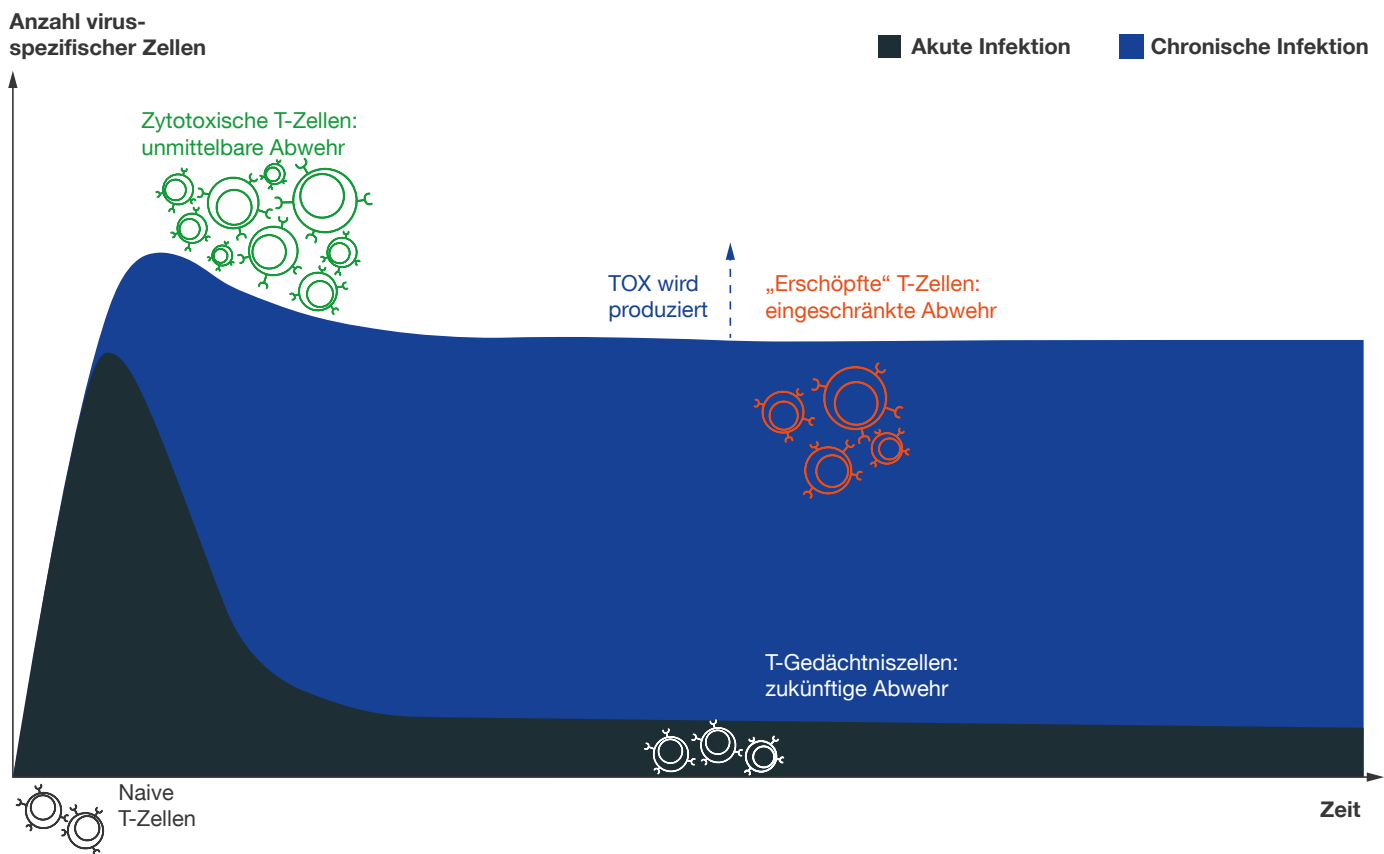 Anzahl virus-
spezifischer Zellen
Akute Infektion
Chronische Infektion
Zytotoxische T-Zellen:
unmittelbare Abwehr
TOX wird
produziert
„Erschöpfte“ T-Zellen:
eingeschränkte Abwehr
T-Gedächtniszellen:
zukünftige Abwehr
Naive
T-Zellen
Zeit